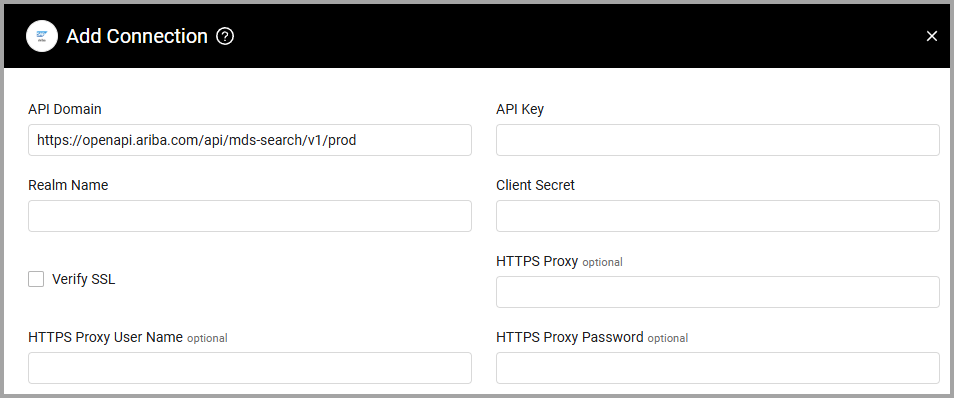 Add Connection
API Domain
API Key
https://openapi.ariba.com/api/mds-search/v1/prod
Realm Name
Client Secret
Verify SSL
HTTPS Proxy optional
HTTPS Proxy User Name optional
HTTPS Proxy Password optional